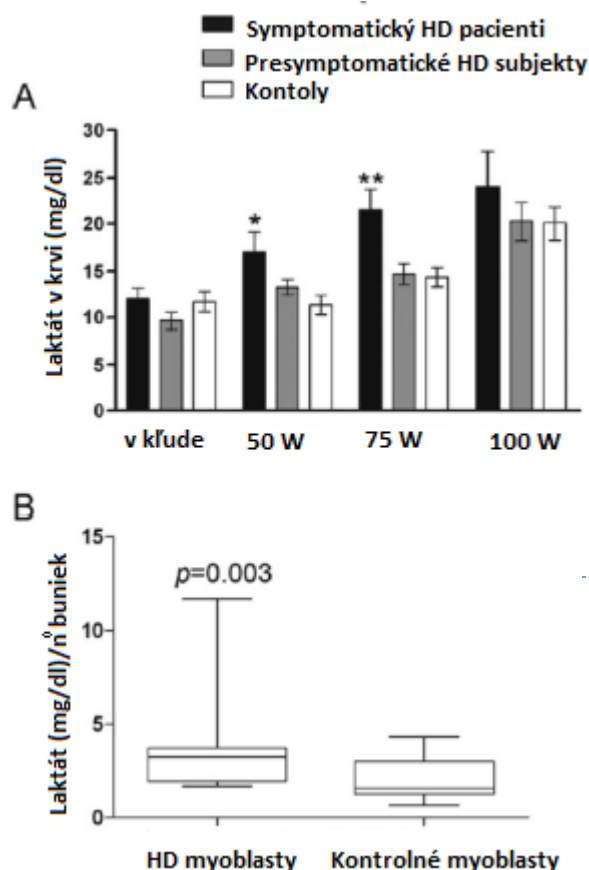 Symptomatický HD pacienti
Presymptomatické HD subjekty
Kontoly
A
Laktát v krvi (mg/dl)
30
25
20
15
10
5
0
*
**
v kľude 50 W 75 W 100 W
B
Laktát (mg/dl)/n° buniek
15
10
5
0
p=0.003
HD myoblasty Kontrolné myoblasty